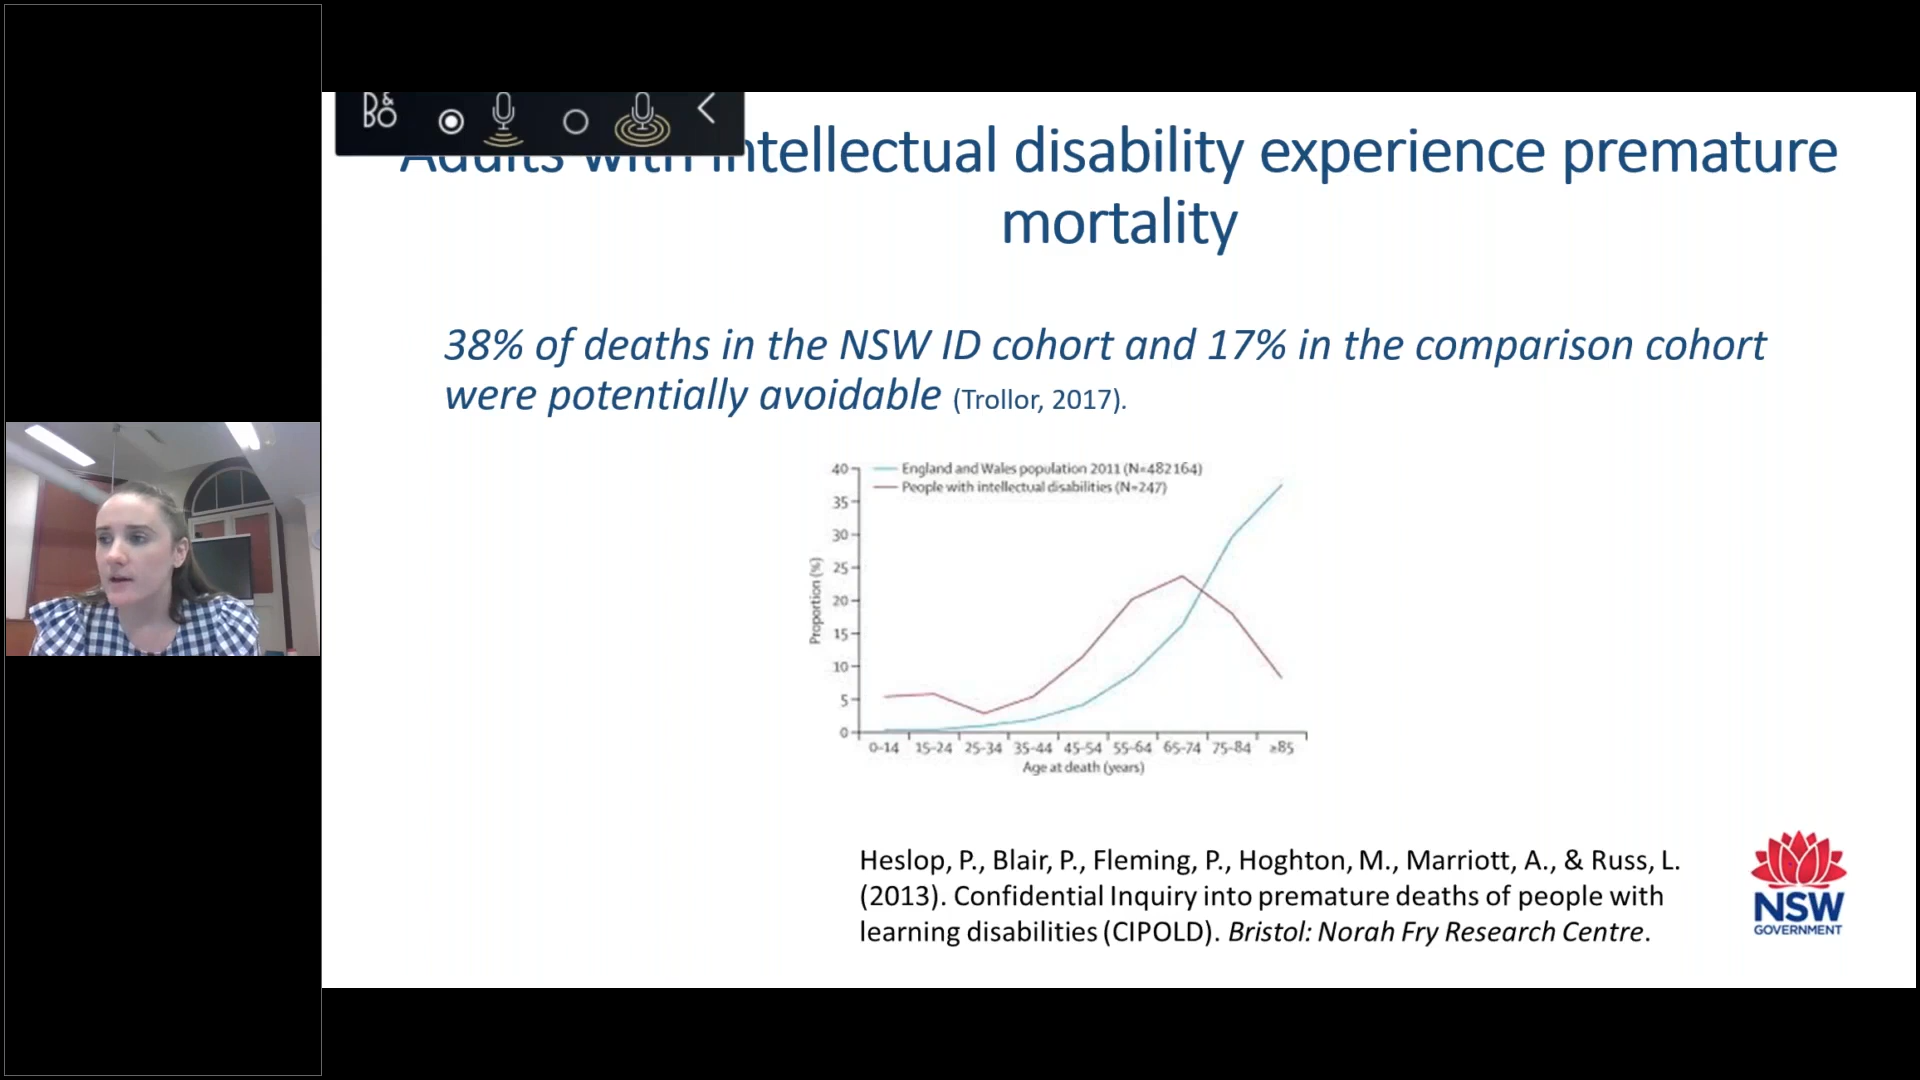 B&O
Adults with intellectual disability experience premature
mortality
38% of deaths in the NSW ID cohort and 17% in the comparison cohort
were potentially avoidable (Trollor, 2017).
England and Wales population 2011 (N=482164)
People with intellectual disabilities (N=247)
40
35
30
25
20
15
10
5
0
Proportion (%)
0-14 15-24 25-34 35-44 45-54 55-64 65-74 75-84 ≥85
Age at death (years)
Heslop, P., Blair, P., Fleming, P., Hoghton, M., Marriott, A., & Russ, L.
(2013). Confidential Inquiry into premature deaths of people with
learning disabilities (CIPOLD). Bristol: Norah Fry Research Centre.
NSW
GOVERNMENT